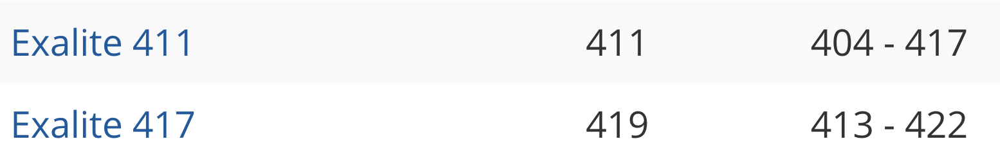 Exalite 411 411 404 - 417
Exalite 417 419 413 - 422